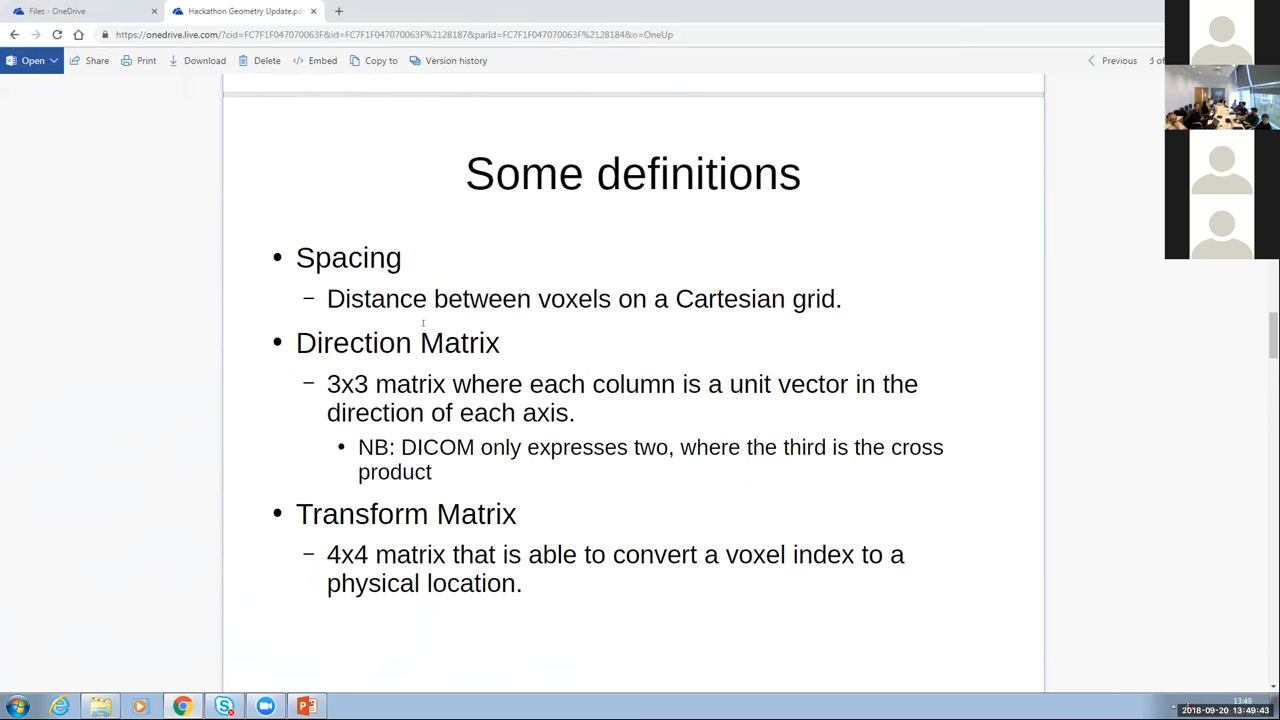 Files - OneDrive
Hackathon Geometry Update.pdf
https://onedrive.live.com/?cid=FC7F1F047070063F&id=FC7F1F047070063F%2128187&parId=FC7F1F047070063F%2128184&o=OneUp
Open Share Print Download Delete Embed Copy to Version history Previous
Some definitions
• Spacing
– Distance between voxels on a Cartesian grid.
• Direction Matrix
– 3x3 matrix where each column is a unit vector in the
direction of each axis.
• NB: DICOM only expresses two, where the third is the cross
product
• Transform Matrix
– 4x4 matrix that is able to convert a voxel index to a
physical location.
13:49
2018-09-20 13:49:43